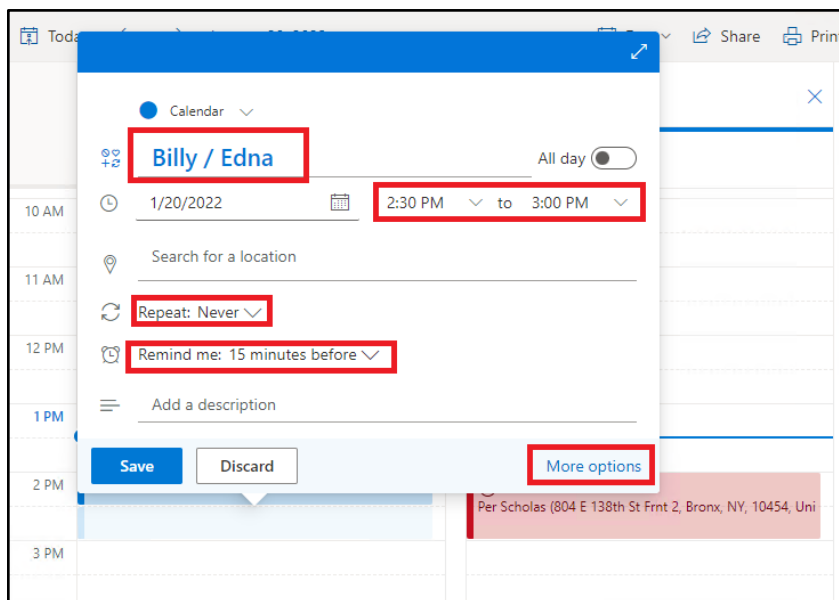 Today
Share
Print
Calendar
Billy / Edna
All day
1/20/2022
2:30 PM to 3:00 PM
10 AM
Search for a location
11 AM
Repeat: Never
12 PM
Remind me: 15 minutes before
Add a description
1 PM
Save Discard More options
2 PM
Per Scholas (804 E 138th St Frnt 2, Bronx, NY, 10454, Uni
3 PM